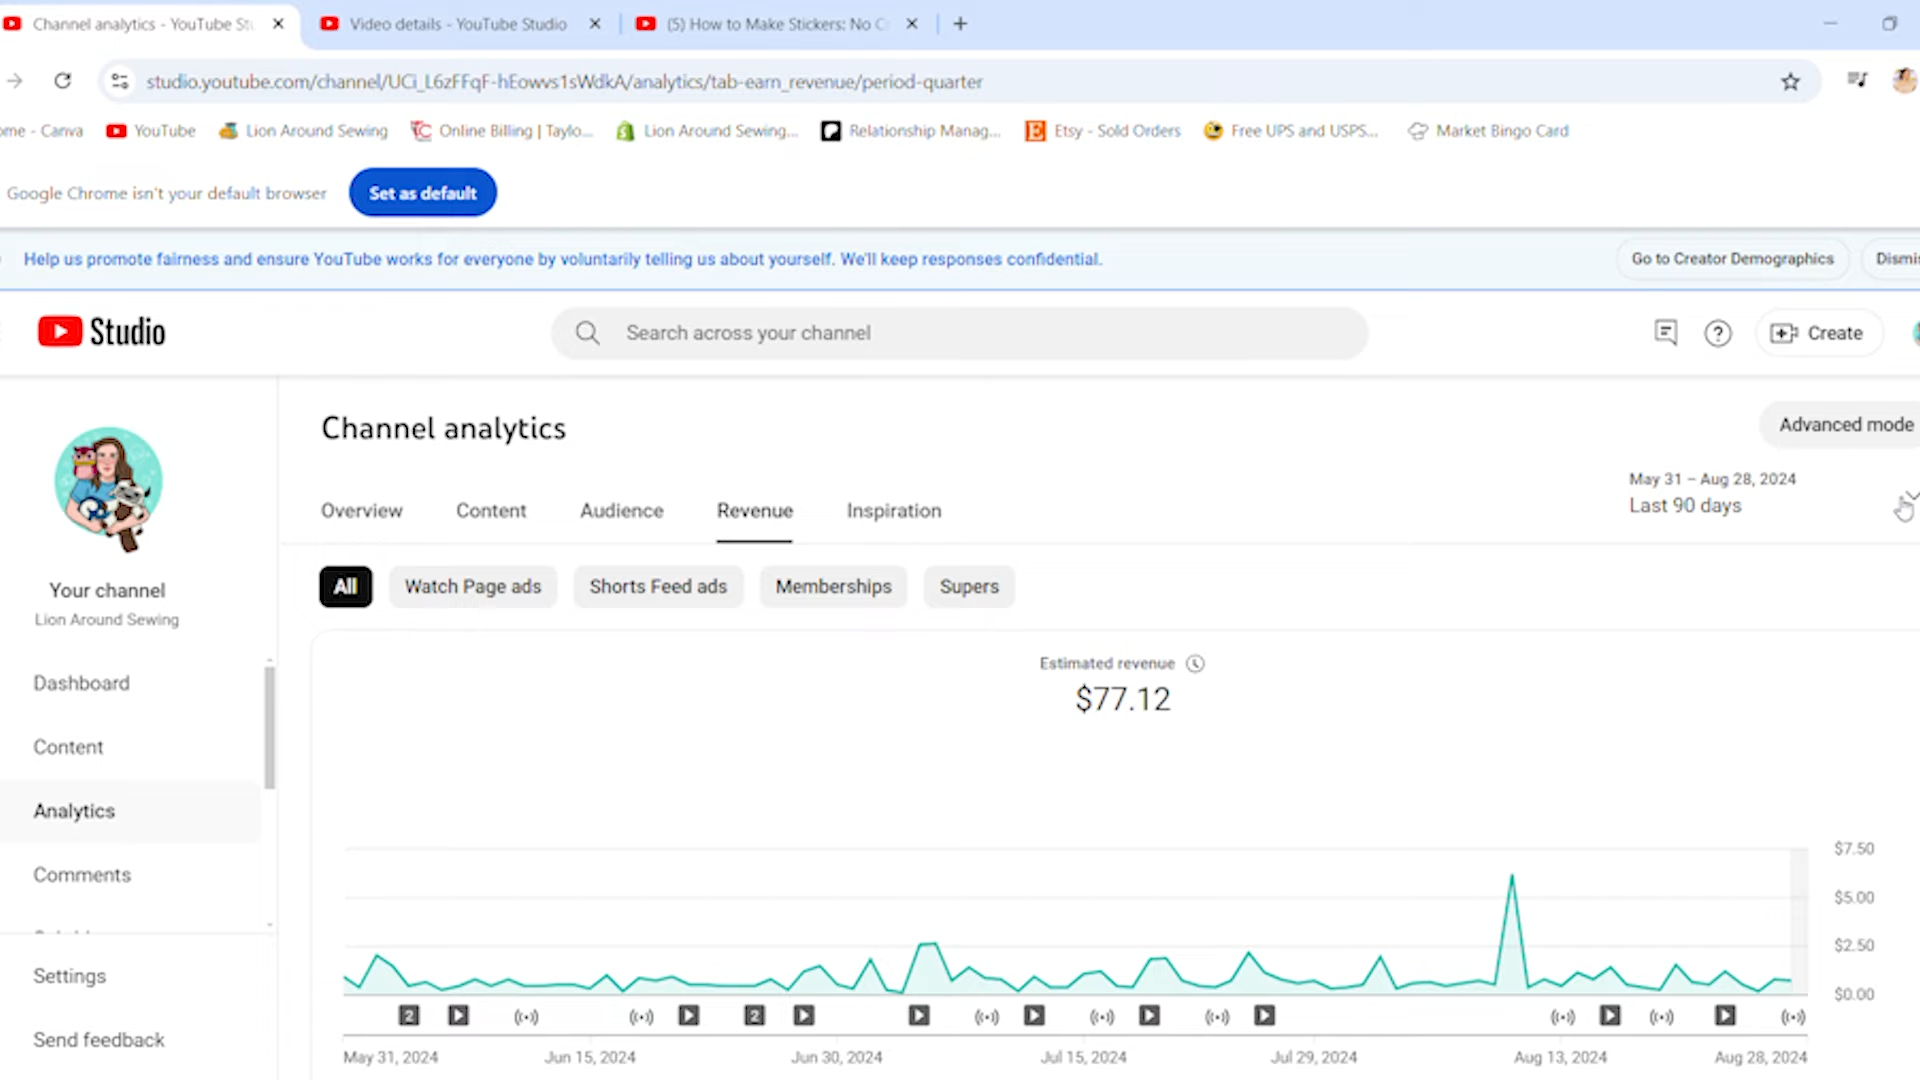 Channel analytics - YouTube Stu
Video details - YouTube Studio
(5) How to Make Stickers: No C
studio.youtube.com/channel/UCi_L6zFFqF-hEowvs1sWdkA/analytics/tab-earn_revenue/period-quarter
ome - Canva
YouTube
Lion Around Sewing
Online Billing | Taylo...
Lion Around Sewing...
Relationship Manag...
Etsy - Sold Orders
Free UPS and USPS...
Market Bingo Card
Google Chrome isn't your default browser
Set as default
Help us promote fairness and ensure YouTube works for everyone by voluntarily telling us about yourself. We'll keep responses confidential.
Go to Creator Demographics
Dismis
Studio
Search across your channel
Create
Channel analytics
Advanced mode
May 31 – Aug 28, 2024
Last 90 days
Overview
Content
Audience
Revenue
Inspiration
All
Watch Page ads
Shorts Feed ads
Memberships
Supers
Your channel
Lion Around Sewing
Dashboard
Content
Analytics
Comments
Settings
Send feedback
Estimated revenue
$77.12
$7.50
$5.00
$2.50
$0.00
2
2
May 31, 2024
Jun 15, 2024
Jun 30, 2024
Jul 15, 2024
Jul 29, 2024
Aug 13, 2024
Aug 28, 2024